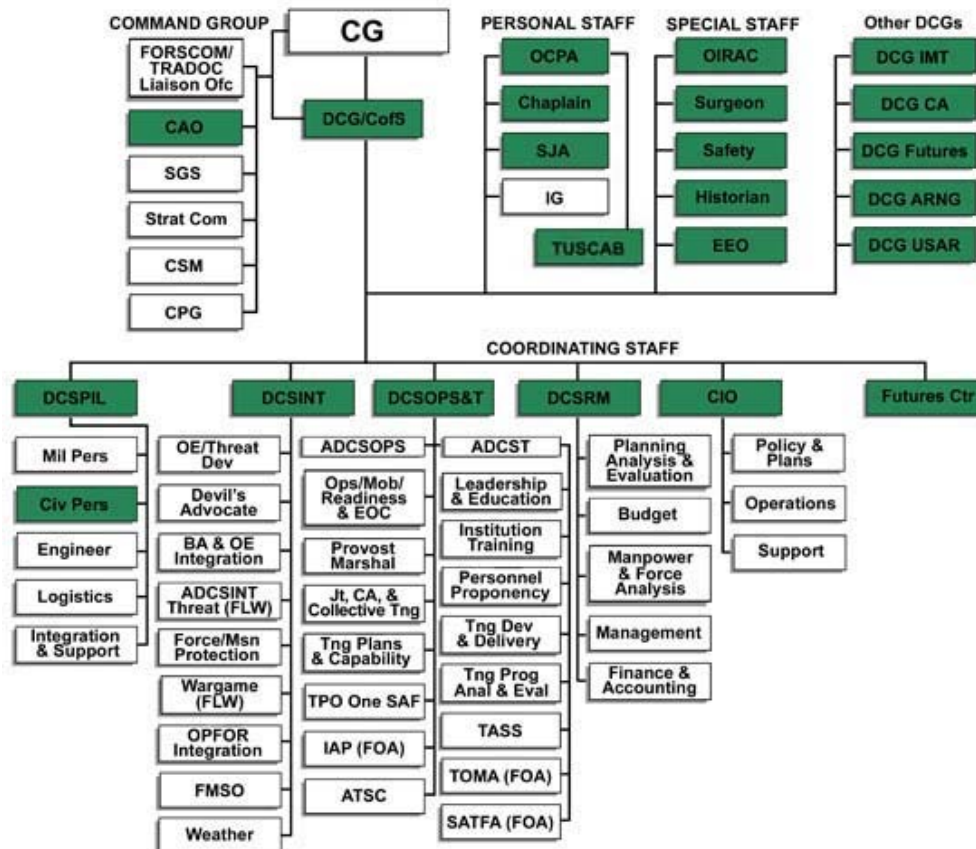 COMMAND GROUP
CG
PERSONAL STAFF
SPECIAL STAFF
Other DCGs
FORSCOM/
TRADOC
Liaison Ofc
CAO
SGS
Strat Com
CSM
CPG
DCG/CofS
OCPA
Chaplain
SJA
IG
TUSCAB
OIRAC
Surgeon
Safety
Historian
EEO
DCG IMT
DCG CA
DCG Futures
DCG ARNG
DCG USAR
COORDINATING STAFF
DCSPIL
Mil Pers
Civ Pers
Engineer
Logistics
Integration
& Support
DCSINT
OE/Threat
Dev
Devil's
Advocate
BA & OE
Integration
ADCSINT
Threat (FLW)
Force/Msn
Protection
Wargame
(FLW)
OPFOR
Integration
FMSO
Weather
DCSOPS&T
ADCSOPS
Ops/Mob/
Readiness
& EOC
Provost
Marshal
Jt, CA, &
Collective Tng
Tng Plans
& Capability
TPO One SAF
IAP (FOA)
ATSC
ADCST
Leadership
& Education
Institution
Training
Personnel
Proponency
Tng Dev
& Delivery
Tng Prog
Anal & Eval
TASS
TOMA (FOA)
SATFA (FOA)
DCSRM
Planning
Analysis &
Evaluation
Budget
Manpower
& Force
Analysis
Management
Finance &
Accounting
CIO
Policy &
Plans
Operations
Support
Futures Ctr